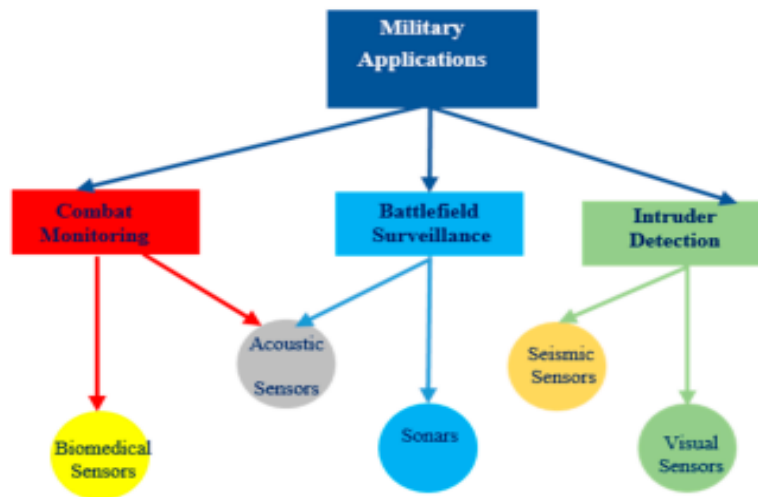 Military
Applications
Combat
Monitoring
Battlefield
Surveillance
Intruder
Detection
Acoustic
Sensors
Seismic
Sensors
Biomedical
Sensors
Sonars
Visual
Sensors